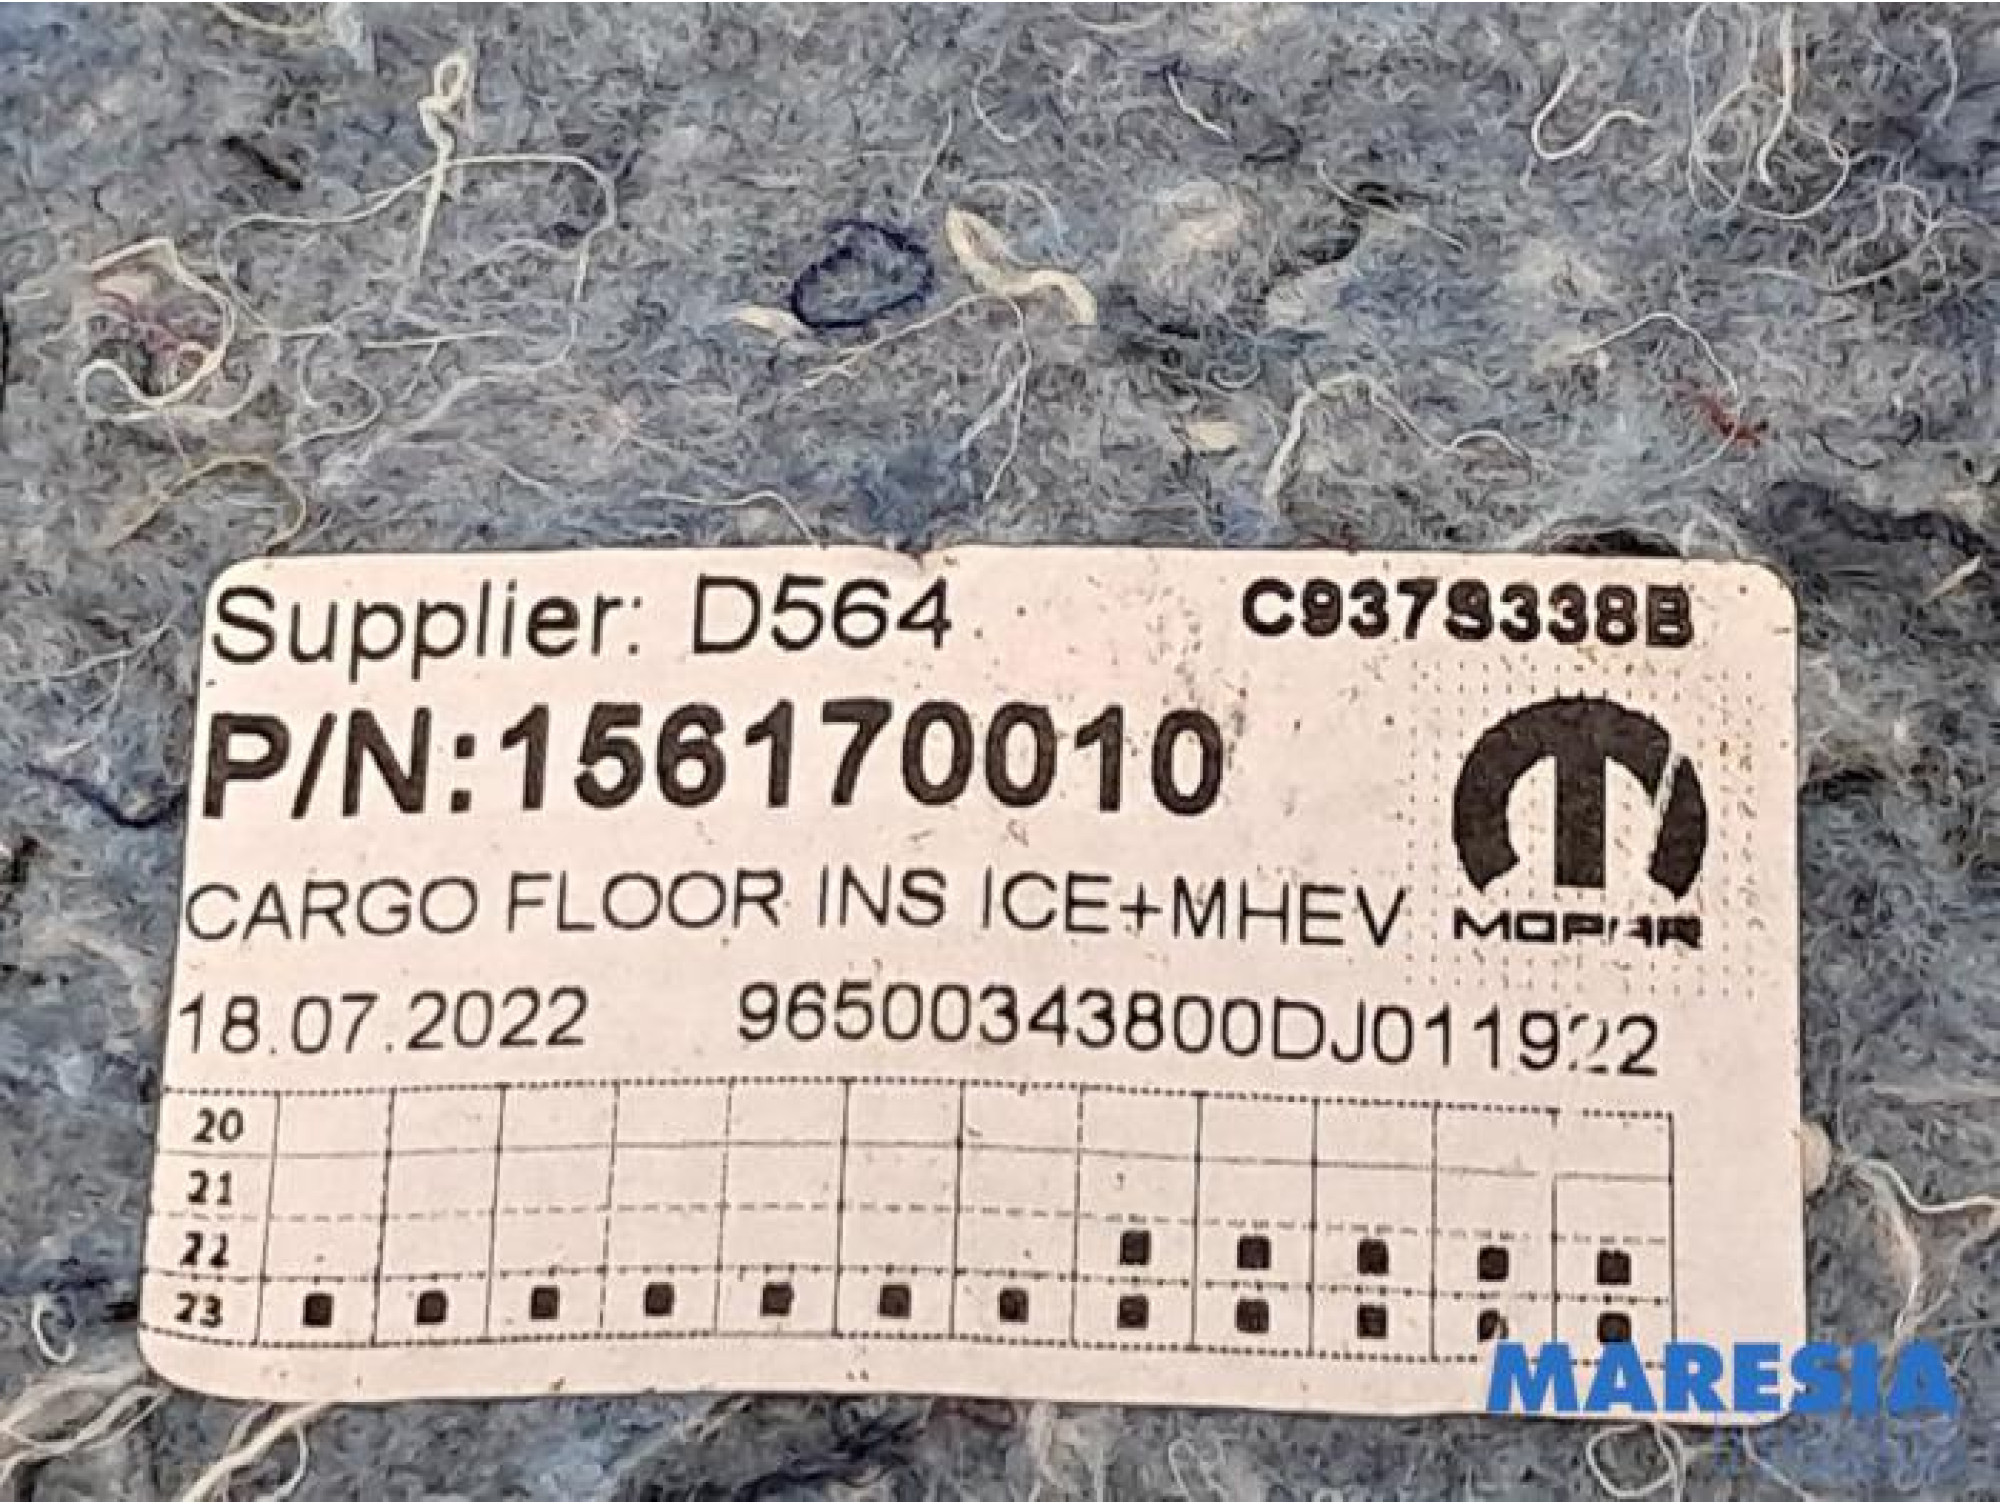 Supplier: D564 C9379338B
P/N:156170010
CARGO FLOOR INS ICE+MHEV
MOPAR
18.07.2022 96500343800DJ011922
20
21
22
23
MARESIA